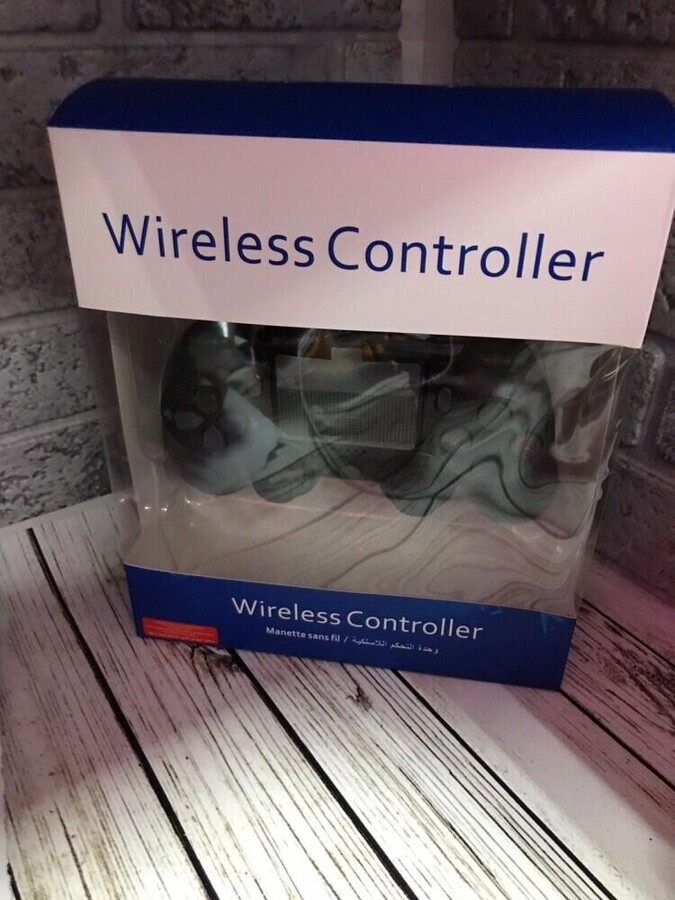 Wireless Controller
Wireless Controller
Manette sans fil / وحدة التحكم اللاسلكية